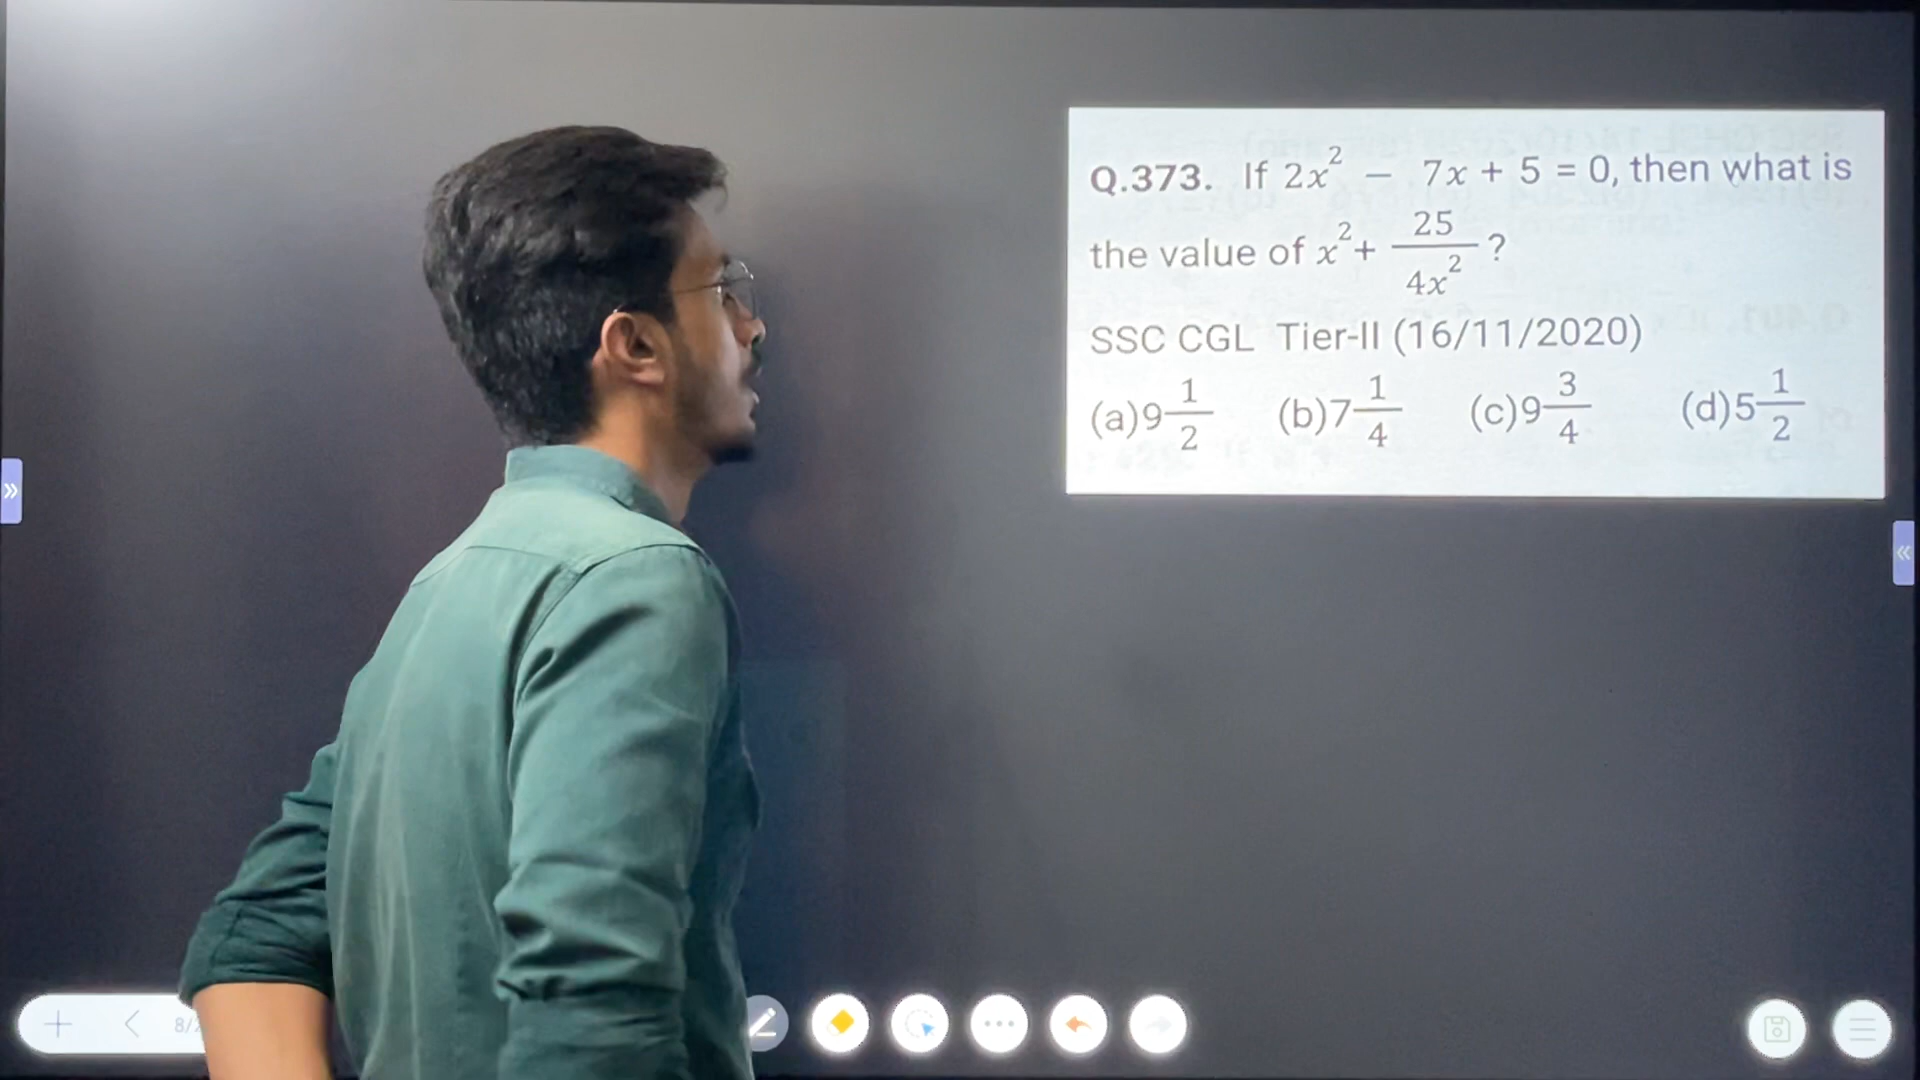 Q.373. If 2x² − 7x + 5 = 0, then what is
the value of x² + 25/4x² ?
SSC CGL Tier-II (16/11/2020)
(a)9 1/2 (b)7 1/4 (c)9 3/4 (d)5 1/2
8/